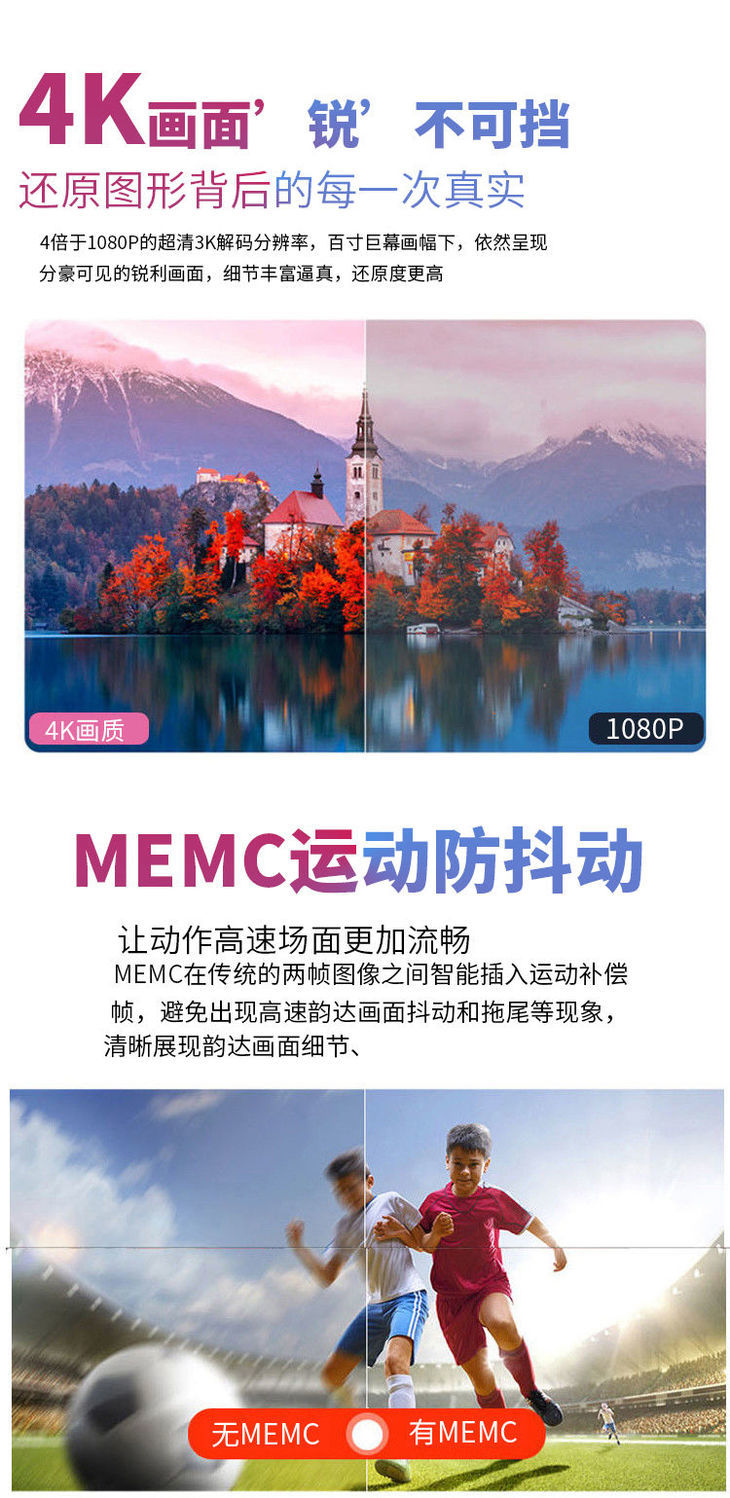 4K画面’锐’不可挡
还原图形背后的每一次真实
4倍于1080P的超清3K解码分辨率，百寸巨幕画幅下，依然呈现
分豪可见的锐利画面，细节丰富逼真，还原度更高
4K画质
1080P
MEMC运动防抖动
让动作高速场面更加流畅
MEMC在传统的两帧图像之间智能插入运动补偿
帧，避免出现高速韵达画面抖动和拖尾等现象，
清晰展现韵达画面细节、
无MEMC
有MEMC